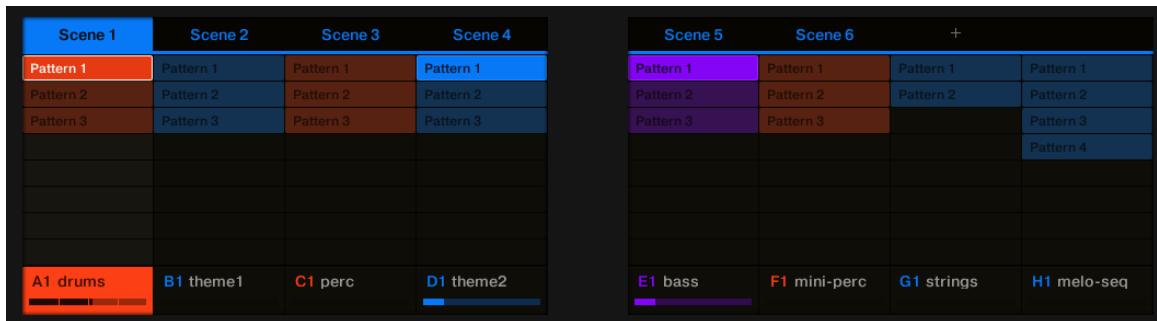 Scene 1 Scene 2 Scene 3 Scene 4 Scene 5 Scene 6 +
Pattern 1 Pattern 1 Pattern 1 Pattern 1 Pattern 1 Pattern 1 Pattern 1 Pattern 1
Pattern 2 Pattern 2 Pattern 2 Pattern 2 Pattern 2 Pattern 2 Pattern 2 Pattern 2
Pattern 3 Pattern 3 Pattern 3 Pattern 3 Pattern 3 Pattern 3 Pattern 3
Pattern 4
A1 drums B1 theme1 C1 perc D1 theme2 E1 bass F1 mini-perc G1 strings H1 melo-seq